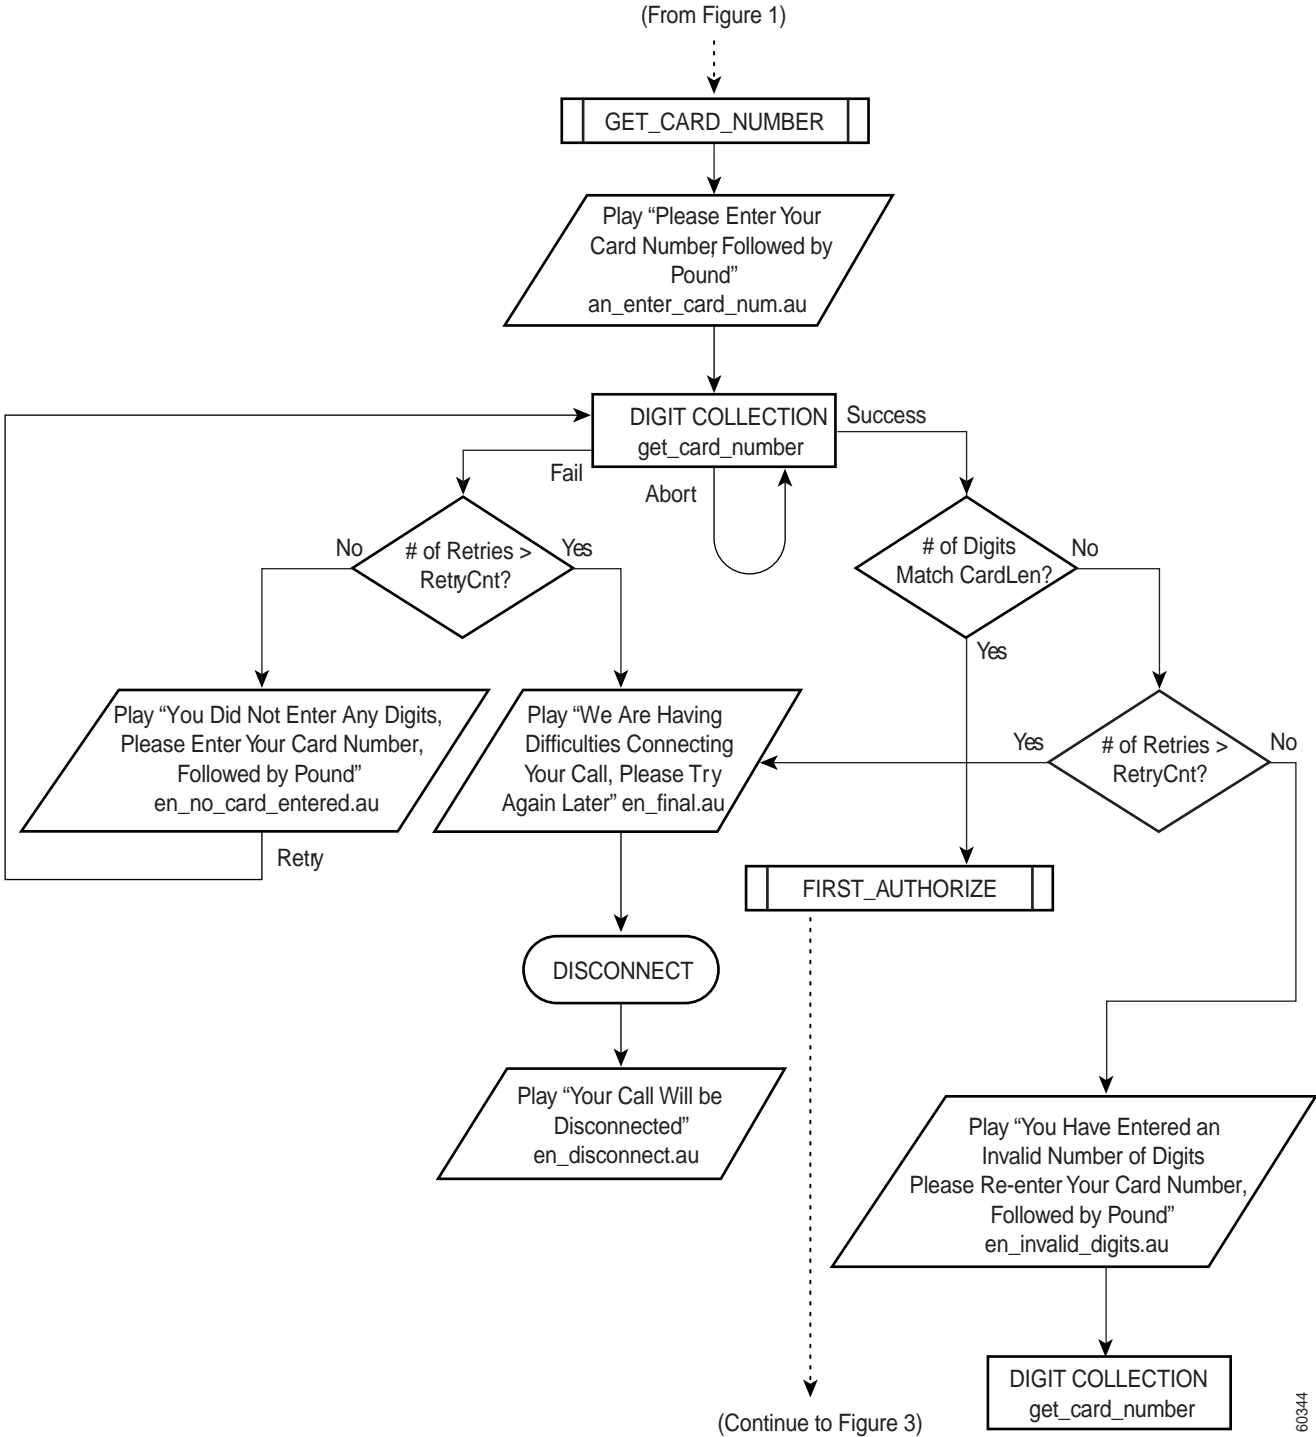 (From Figure 1)
GET_CARD_NUMBER
Play “Please Enter Your
Card Number, Followed by
Pound”
an_enter_card_num.au
DIGIT COLLECTION
get_card_number
Success
Fail
Abort
# of Retries >
RetryCnt?
No
Yes
# of Digits
Match CardLen?
No
Yes
Play “You Did Not Enter Any Digits,
Please Enter Your Card Number,
Followed by Pound”
en_no_card_entered.au
Retry
Play “We Are Having
Difficulties Connecting
Your Call, Please Try
Again Later” en_final.au
Yes
# of Retries >
RetryCnt?
No
FIRST_AUTHORIZE
DISCONNECT
Play “Your Call Will be
Disconnected”
en_disconnect.au
Play “You Have Entered an
Invalid Number of Digits
Please Re-enter Your Card Number,
Followed by Pound”
en_invalid_digits.au
DIGIT COLLECTION
get_card_number
(Continue to Figure 3)
60344